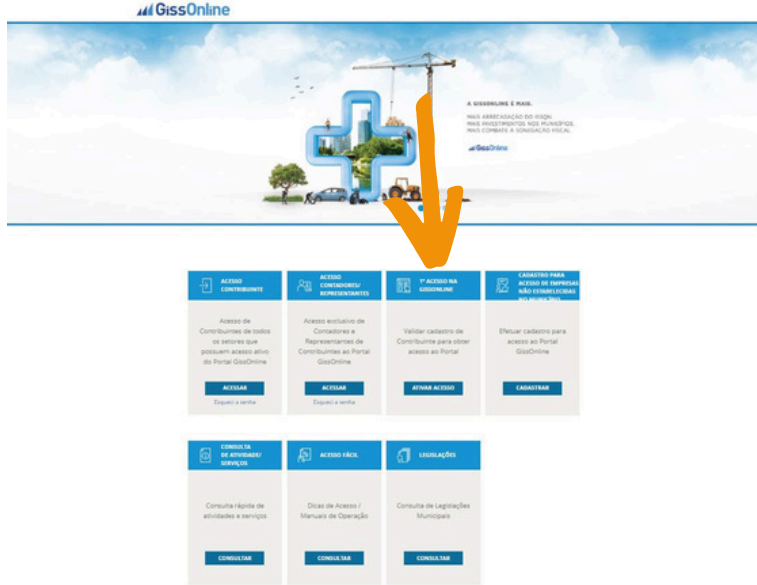 GissOnline
A GISSONLINE É MAIS.
MAIS ARRECADAÇÃO DO ISSQN
MAIS INVESTIMENTOS NOS MUNICÍPIOS,
MAIS COMBATE A SONEGAÇÃO FISCAL
GissOnline
ACESSO
CONTRIBUINTE
Acesso de
Contribuintes de todos
os setores que
possuem acesso ativo
do Portal GissOnline
ACESSAR
Esqueci a senha
ACESSO
CONTADORES/
REPRESENTANTES
Acesso exclusivo de
Contadores e
Representantes de
Contribuintes ao Portal
GissOnline
ACESSAR
Esqueci a senha
1º ACESSO NA
GISSONLINE
Validar cadastro de
Contribuinte para obter
acesso ao Portal
ATIVAR ACESSO
CADASTRO PARA
ACESSO DE EMPRESAS
NÃO ESTABELECIDAS
NO MUNICÍPIO
Efetuar cadastro para
acesso ao Portal
GissOnline
CADASTRAR
CONSULTA
DE ATIVIDADE/
SERVIÇOS
Consulta rápida de
atividades e serviços
CONSULTAR
ACESSO FÁCIL
Dicas de Acesso /
Manuais de Operação
CONSULTAR
LEGISLAÇÕES
Consulta de Legislações
Municipais
CONSULTAR